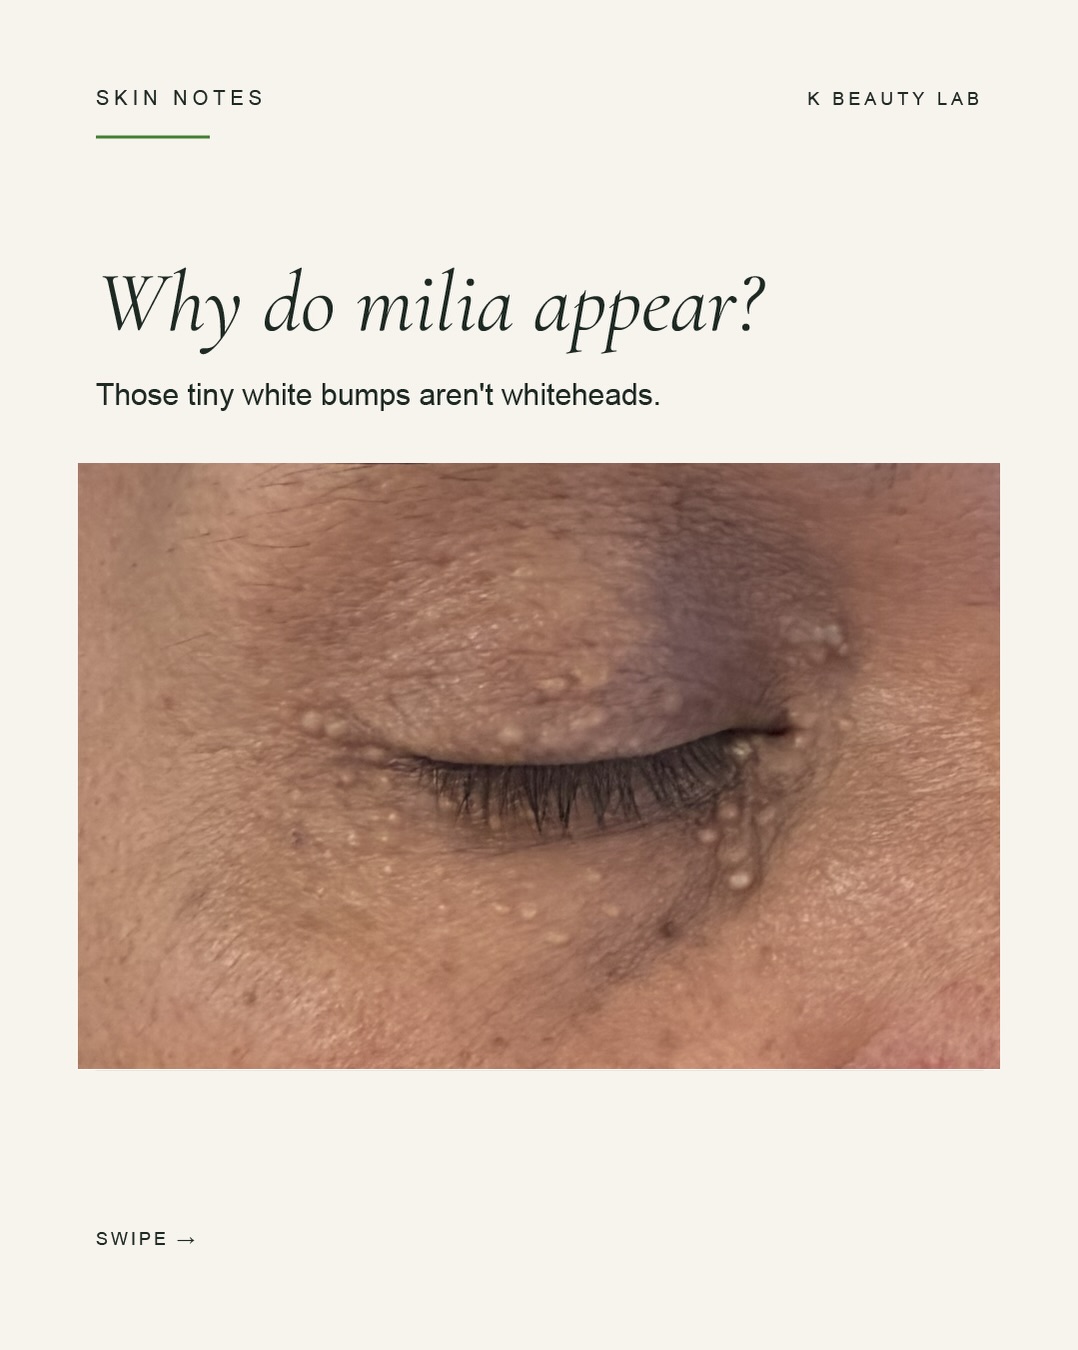 SKIN NOTES
K BEAUTY LAB
Why do milia appear?
Those tiny white bumps aren't whiteheads.
SWIPE →